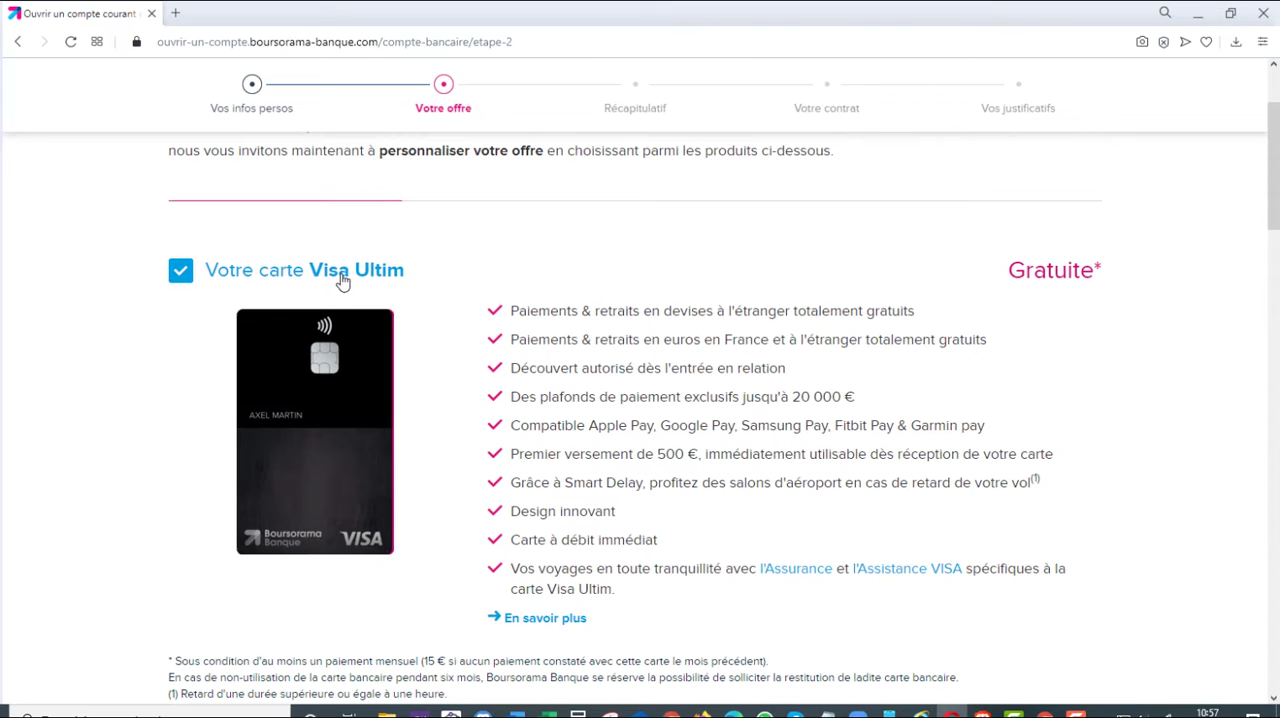 Ouvrir un compte courant
ouvrir-un-compte.boursorama-banque.com/compte-bancaire/etape-2
Vos infos persos
Votre offre
Récapitulatif
Votre contrat
Vos justificatifs
nous vous invitons maintenant à personnaliser votre offre en choisissant parmi les produits ci-dessous.
Votre carte Visa Ultim
Gratuite*
AXEL MARTIN
Boursorama
Banque
VISA
Paiements & retraits en devises à l'étranger totalement gratuits
Paiements & retraits en euros en France et à l'étranger totalement gratuits
Découvert autorisé dès l'entrée en relation
Des plafonds de paiement exclusifs jusqu'à 20 000 €
Compatible Apple Pay, Google Pay, Samsung Pay, Fitbit Pay & Garmin pay
Premier versement de 500 €, immédiatement utilisable dès réception de votre carte
Grâce à Smart Delay, profitez des salons d'aéroport en cas de retard de votre vol(1)
Design innovant
Carte à débit immédiat
Vos voyages en toute tranquillité avec l'Assurance et l'Assistance VISA spécifiques à la
carte Visa Ultim.
En savoir plus
* Sous condition d'au moins un paiement mensuel (15 € si aucun paiement constaté avec cette carte le mois précédent).
En cas de non-utilisation de la carte bancaire pendant six mois, Boursorama Banque se réserve la possibilité de solliciter la restitution de ladite carte bancaire.
(1) Retard d'une durée supérieure ou égale à une heure.
10:57